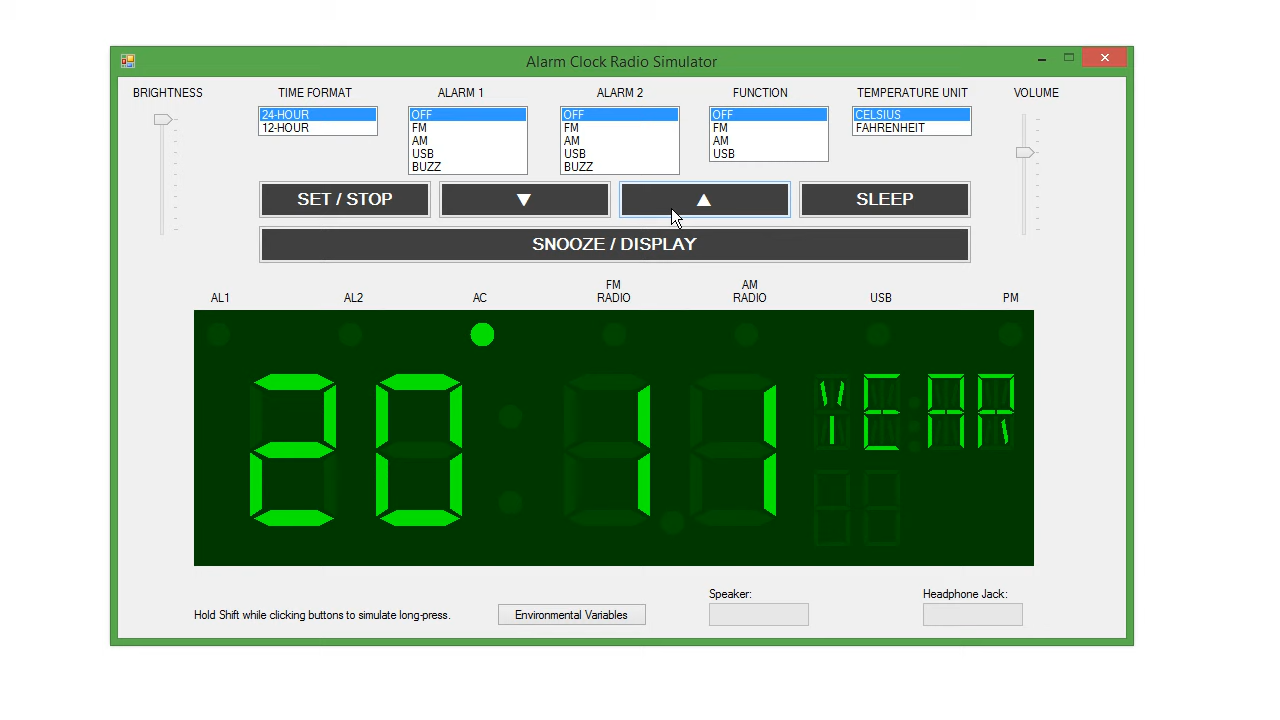 Alarm Clock Radio Simulator
BRIGHTNESS
TIME FORMAT
24-HOUR
12-HOUR
ALARM 1
OFF
FM
AM
USB
BUZZ
ALARM 2
OFF
FM
AM
USB
BUZZ
FUNCTION
OFF
FM
AM
USB
TEMPERATURE UNIT
CELSIUS
FAHRENHEIT
VOLUME
SET / STOP
▼
▲
SLEEP
SNOOZE / DISPLAY
AL1
AL2
AC
FM
RADIO
AM
RADIO
USB
PM
20 11
YEAR
Hold Shift while clicking buttons to simulate long-press.
Environmental Variables
Speaker:
Headphone Jack: